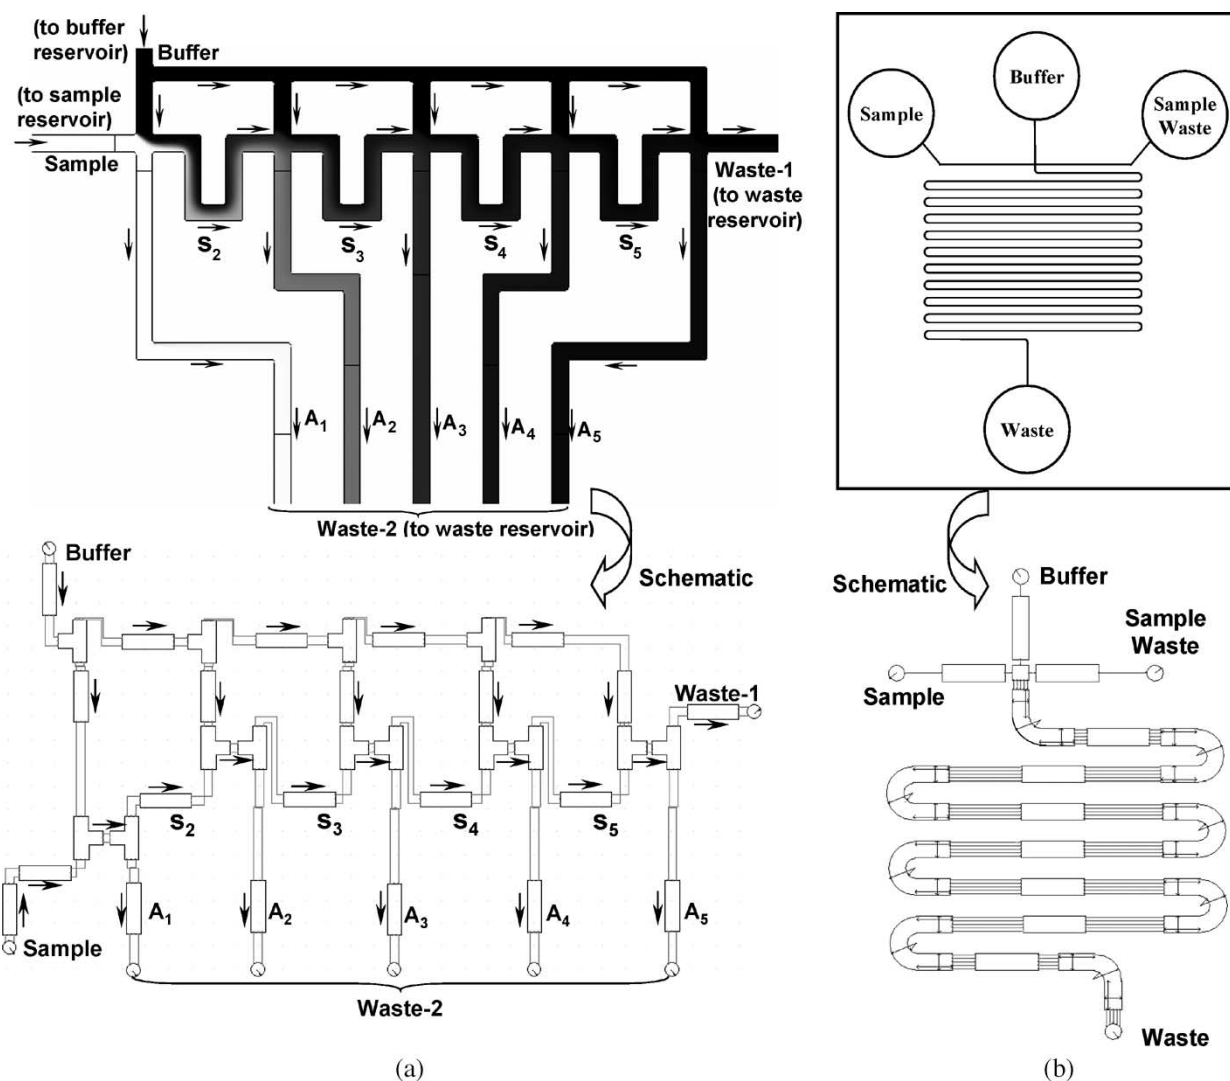 (to buffer
reservoir)
Buffer
(to sample
reservoir)
Sample
Waste-1
(to waste
reservoir)
S2
S3
S4
S5
A1
A2
A3
A4
A5
Waste-2 (to waste reservoir)
Schematic
Buffer
Waste-1
S2
S3
S4
S5
A1
A2
A3
A4
A5
Sample
Waste-2
(a)
Buffer
Sample
Sample
Waste
Waste
Schematic
Buffer
Sample
Waste
Sample
Waste
(b)